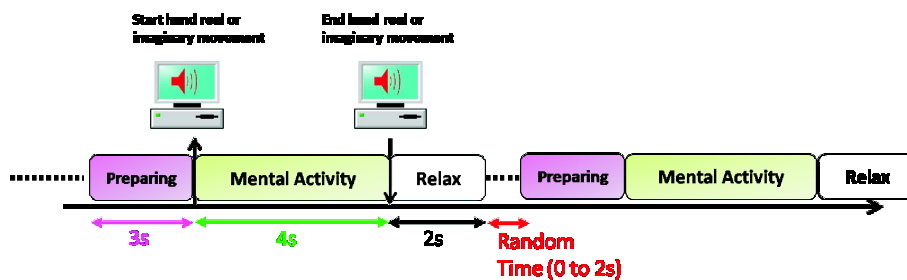 Start hand real or
imaginary movement
End hand real or
imaginary movement
Preparing
Mental Activity
Relax
Preparing
Mental Activity
Relax
3s
4s
2s
Random
Time (0 to 2s)